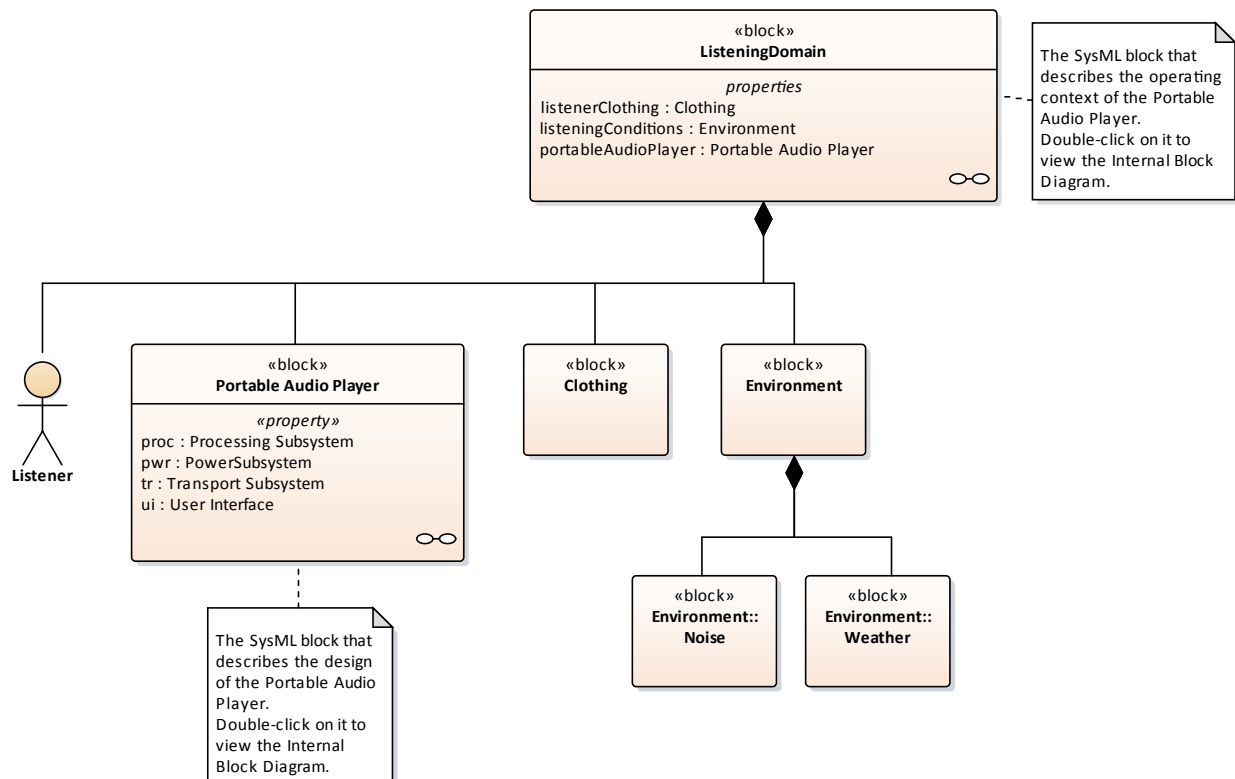 «block»
ListeningDomain
properties
listenerClothing : Clothing
listeningConditions : Environment
portableAudioPlayer : Portable Audio Player
The SysML block that
describes the operating
context of the Portable
Audio Player.
Double-click on it to
view the Internal Block
Diagram.
Listener
«block»
Portable Audio Player
«property»
proc : Processing Subsystem
pwr : PowerSubsystem
tr : Transport Subsystem
ui : User Interface
«block»
Clothing
«block»
Environment
The SysML block that
describes the design
of the Portable Audio
Player.
Double-click on it to
view the Internal
Block Diagram.
«block»
Environment::
Noise
«block»
Environment::
Weather